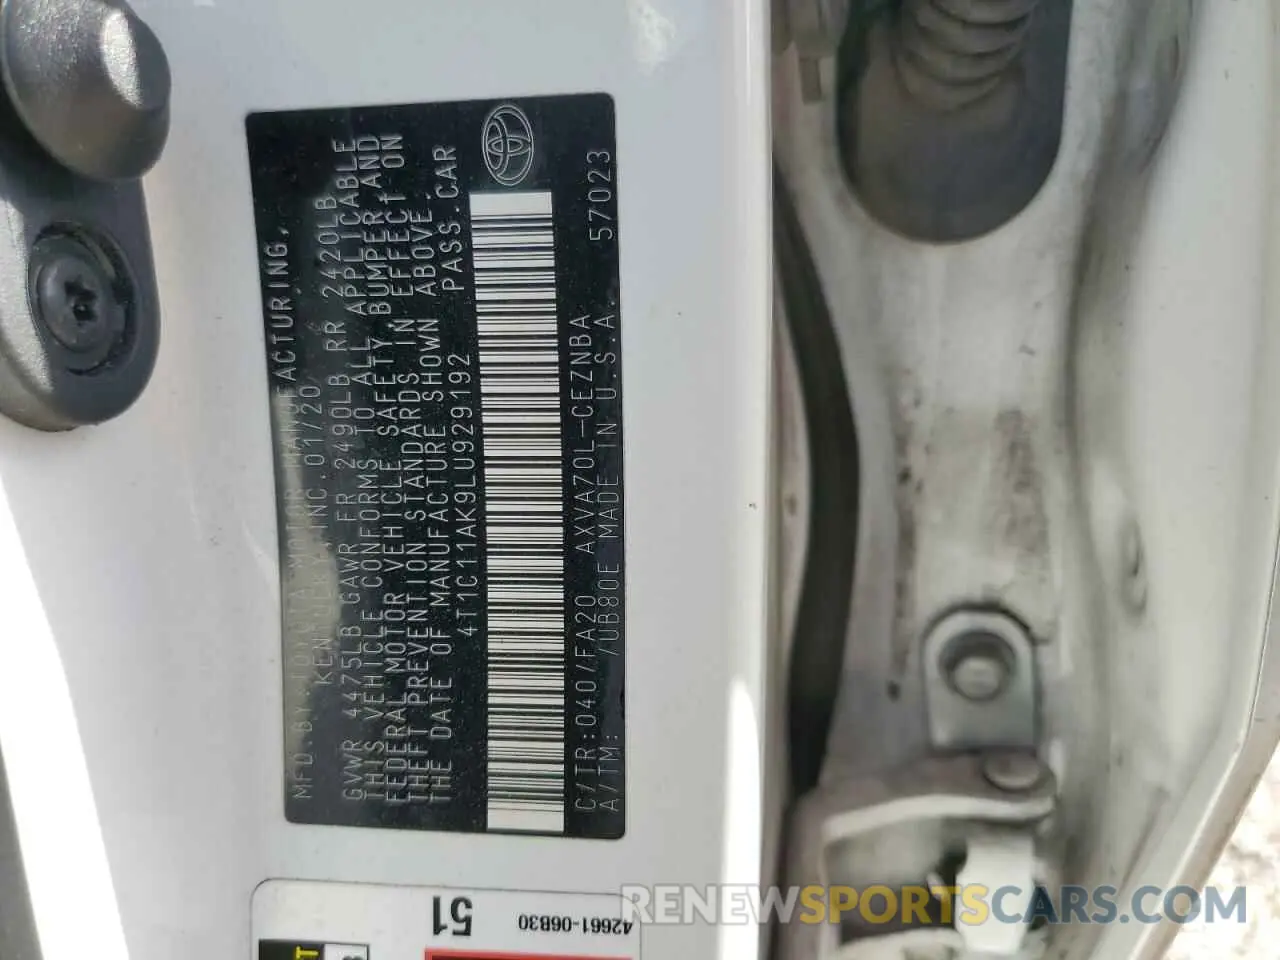 MFD. BY: TOYOTA MOTOR MANUFACTURING,
KENTUCKY, INC. 01/20
GVWR 4475LB GAWR FR 2490LB RR 2420LB
THIS VEHICLE CONFORMS TO ALL APPLICABLE
FEDERAL MOTOR VEHICLE SAFETY, BUMPER AND
THEFT PREVENTION STANDARDS IN EFFECT ON
THE DATE OF MANUFACTURE SHOWN ABOVE.
4T1C11AK9LU929192 PASS. CAR
C/TR:040/FA20 AXVA70L-CEZNBA
A/TM: /UB80E MADE IN U.S.A. 57023
51
42661-06B30
RENEWSPORTSCARS.COM